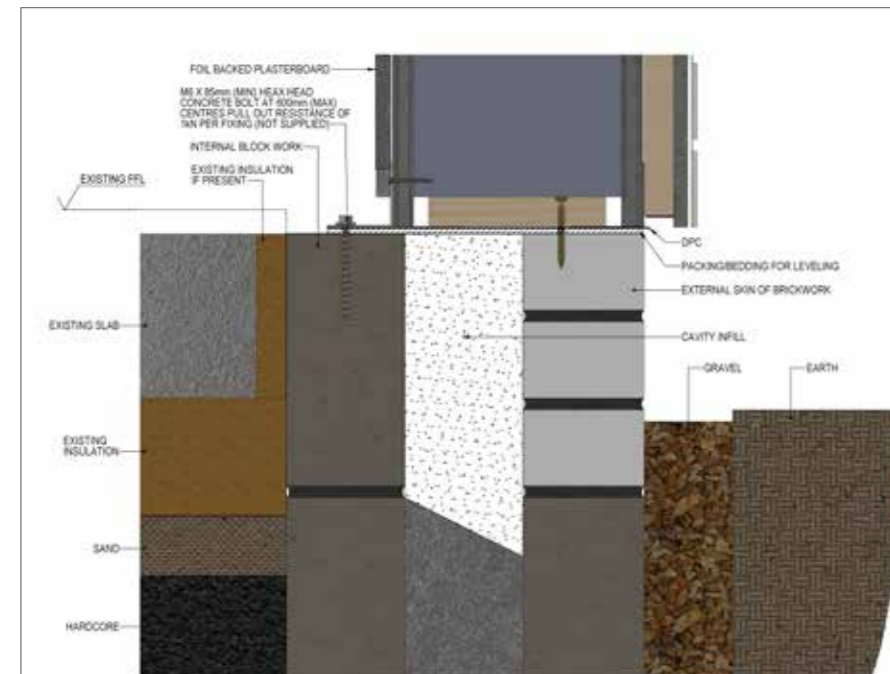 FOIL BACKED PLASTERBOARD
M6 X 85mm (MIN) HEAX HEAD
CONCRETE BOLT AT 600mm (MAX)
CENTRES PULL OUT RESISTANCE OF
1kN PER FIXING (NOT SUPPLIED)
INTERNAL BLOCK WORK
EXISTING INSULATION
IF PRESENT
EXISTING FFL
DPC
PACKING/BEDDING FOR LEVELING
EXTERNAL SKIN OF BRICKWORK
EXISTING SLAB
CAVITY INFILL
GRAVEL
EARTH
EXISTING
INSULATION
SAND
HARDCORE